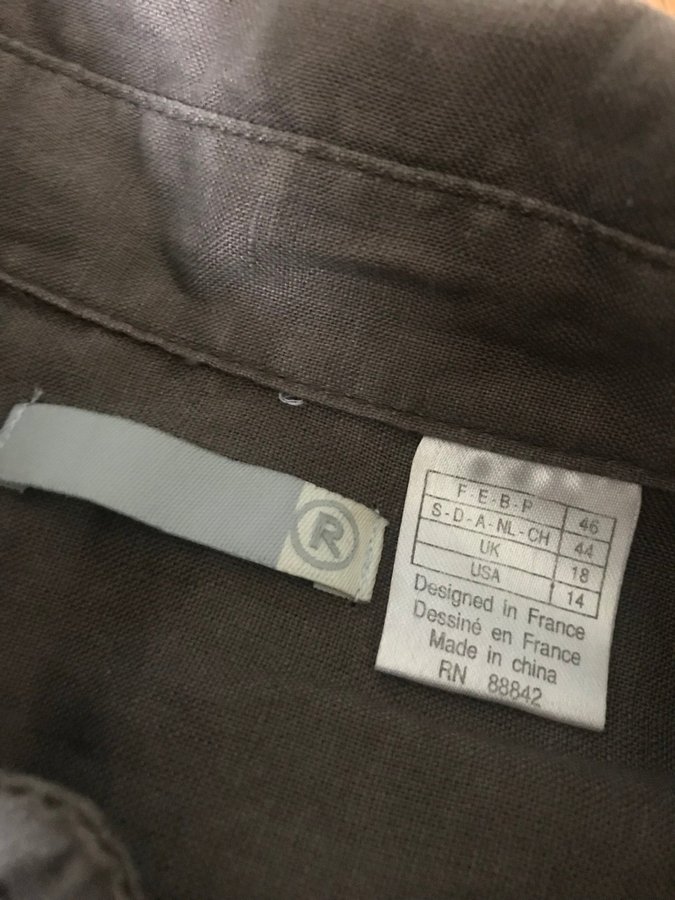 ®
F - E - B - P 46
S - D - A - NL - CH 44
UK 18
USA 14
Designed in France
Dessiné en France
Made in china
RN 88842